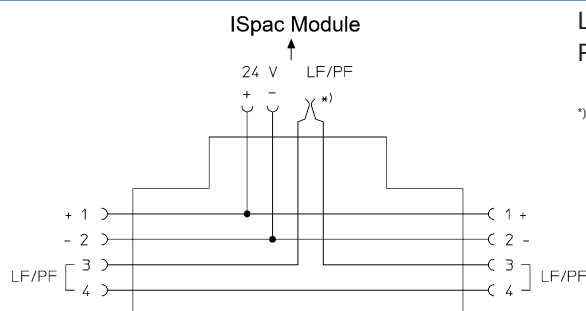 ISpac Module
24 V LF/PF
+ - *)
L
P
*)
+ 1 1 +
- 2 2 -
3 3
LF/PF LF/PF
4 4